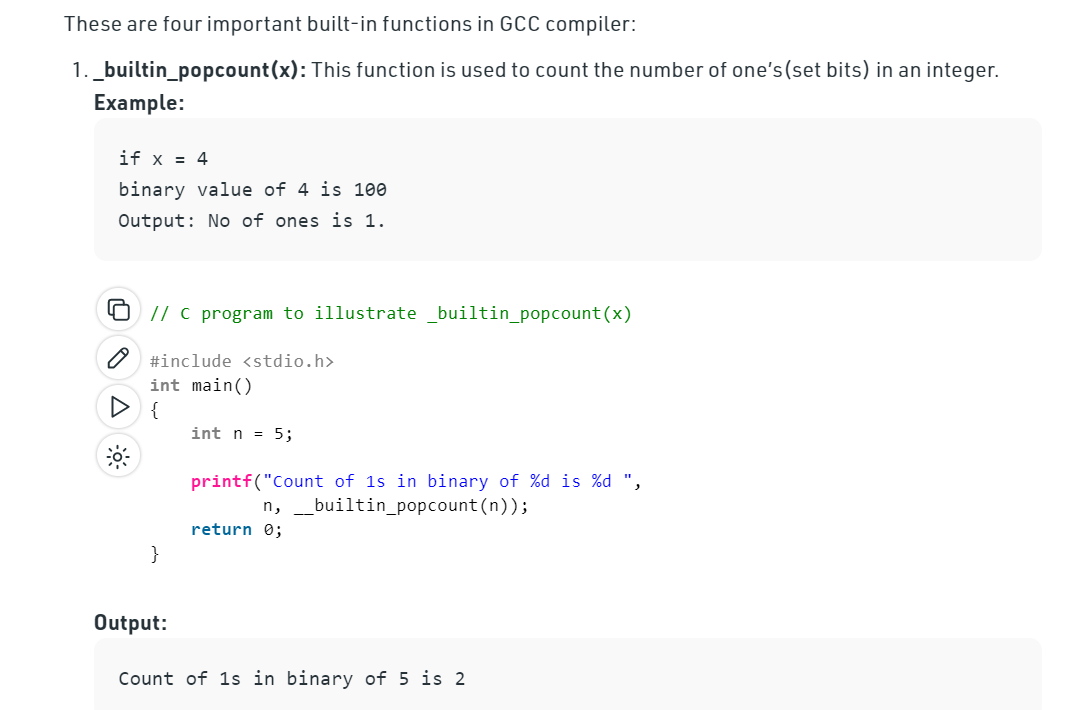 These are four important built-in functions in GCC compiler:
1. _builtin_popcount(x): This function is used to count the number of one's(set bits) in an integer.
Example:
if x = 4
binary value of 4 is 100
Output: No of ones is 1.
// C program to illustrate _builtin_popcount(x)
#include <stdio.h>
int main()
{
    int n = 5;
    printf("Count of 1s in binary of %d is %d ",
           n, __builtin_popcount(n));
    return 0;
}
Output:
Count of 1s in binary of 5 is 2